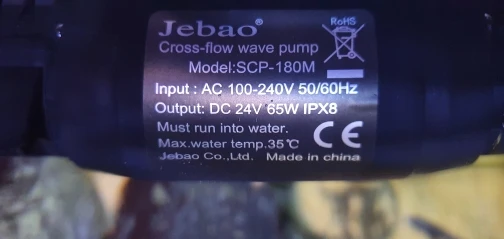 Jebao®
RoHS
Cross-flow wave pump
Model:SCP-180M
Input : AC 100-240V 50/60Hz
Output: DC 24V 65W IPX8
Must run into water.
Max.water temp.35℃
CE
Jebao Co.,Ltd. Made in china